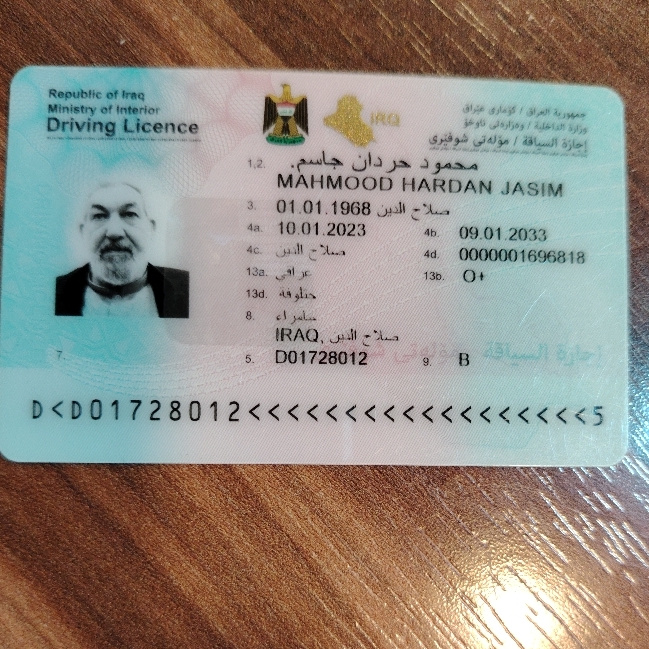 Republic of Iraq
Ministry of Interior
Driving Licence
IRAQ
جمهورية العراق / كۆماری عێراق
وزارة الداخلية / وەزارەتی ناوخۆ
إجازة السياقة / مۆڵەتی شوفێری
1,2. محمود حردان جاسم.
MAHMOOD HARDAN JASIM
3. 01.01.1968 صلاح الدين
4a. 10.01.2023 4b. 09.01.2033
4c. صلاح الدين 4d. 0000001696818
13a. عراقي 13b. O+
13d.
8. سامراء
IRAQ, صلاح الدين
7. 5. D01728012 9. B
إجازة السياقة مۆڵەتی
D<D01728012<<<<<<<<<<<<<<<<<<<5